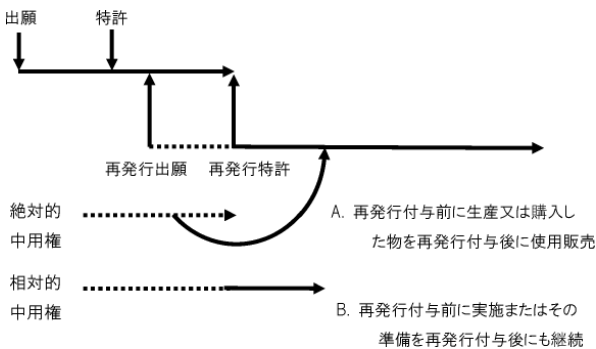 出願
特許
再発行出願
再発行特許
絶対的
中用権
A. 再発行付与前に生産又は購入し
た物を再発行付与後に使用販売
相対的
中用権
B. 再発行付与前に実施またはその
準備を再発行付与後にも継続